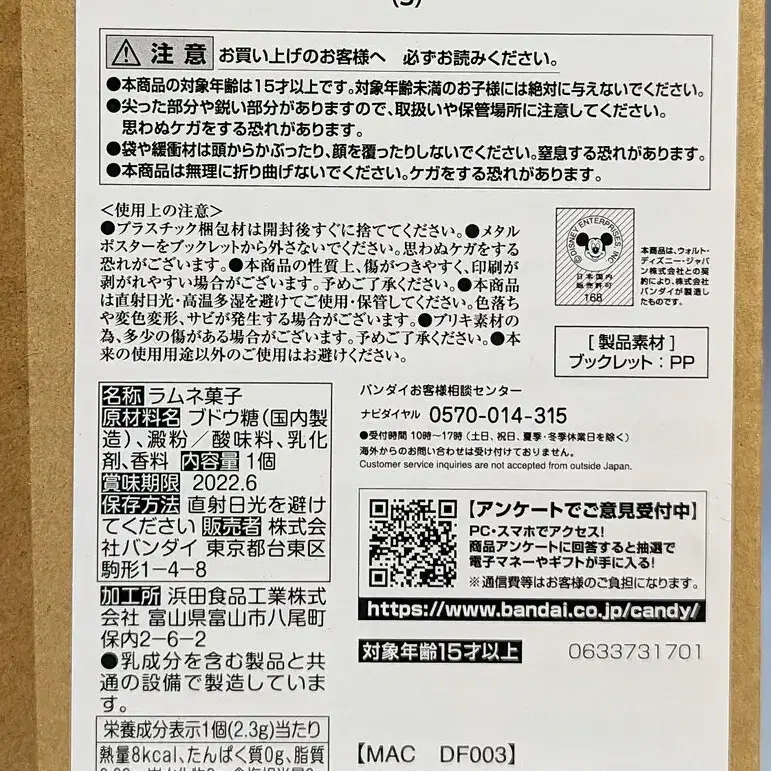 (5)
注意 お買い上げのお客様へ 必ずお読みください。
●本商品の対象年齢は15才以上です。対象年齢未満のお子様には絶対に与えないでください。
●尖った部分や鋭い部分がありますので、取扱いや保管場所に注意してください。
思わぬケガをする恐れがあります。
●袋や緩衝材は頭からかぶったり、顔を覆ったりしないでください。窒息する恐れがあります。
●本商品は無理に折り曲げないでください。ケガをする恐れがあります。
＜使用上の注意＞
●プラスチック梱包材は開封後すぐに捨ててください。●メタル
ポスターをブックレットから外さないでください。思わぬケガをする
恐れがございます。●本商品の性質上、傷がつきやすく、印刷が
剥がれやすい場合がございます。予めご了承ください。●本商品
は直射日光・高温多湿を避けてご使用・保管してください。色落ち
や変色変形、サビが発生する場合がございます。●ブリキ素材の
為、多少の傷がある場合がございます。予めご了承ください。●本
来の使用用途以外のご使用はお避けください。
©DISNEY ENTERPRISES INC
日本国内
販売許可
168
本商品は、ウォルト・
ディズニー・ジャパ
ン株式会社との契
約により、株式会社
バンダイが製造し
たものです。
[製品素材]
ブックレット：PP
名称 ラムネ菓子
原材料名 ブドウ糖(国内製
造)、澱粉／酸味料、乳化
剤、香料 内容量 1個
賞味期限 2022.6
保存方法 直射日光を避け
てください 販売者 株式会
社バンダイ 東京都台東区
駒形1-4-8
加工所 浜田食品工業株式
会社 富山県富山市八尾町
保内2-6-2
●乳成分を含む製品と共
通の設備で製造していま
す。
栄養成分表示1個(2.3g)当たり
熱量8kcal、たんぱく質0g、脂質
バンダイお客様相談センター
ナビダイヤル 0570-014-315
●受付時間 10時～17時(土日、祝日、夏季・冬季休業日を除く)
海外からのお問い合わせは受け付けておりません。
Customer service inquiries are not accepted from outside Japan.
【アンケートでご意見受付中】
PC・スマホでアクセス!
商品アンケートに回答すると抽選で
電子マネーやギフトが手に入る!
※通信費等はお客様のご負担になります。
https://www.bandai.co.jp/candy/
対象年齢15才以上 0633731701
【MAC DF003】